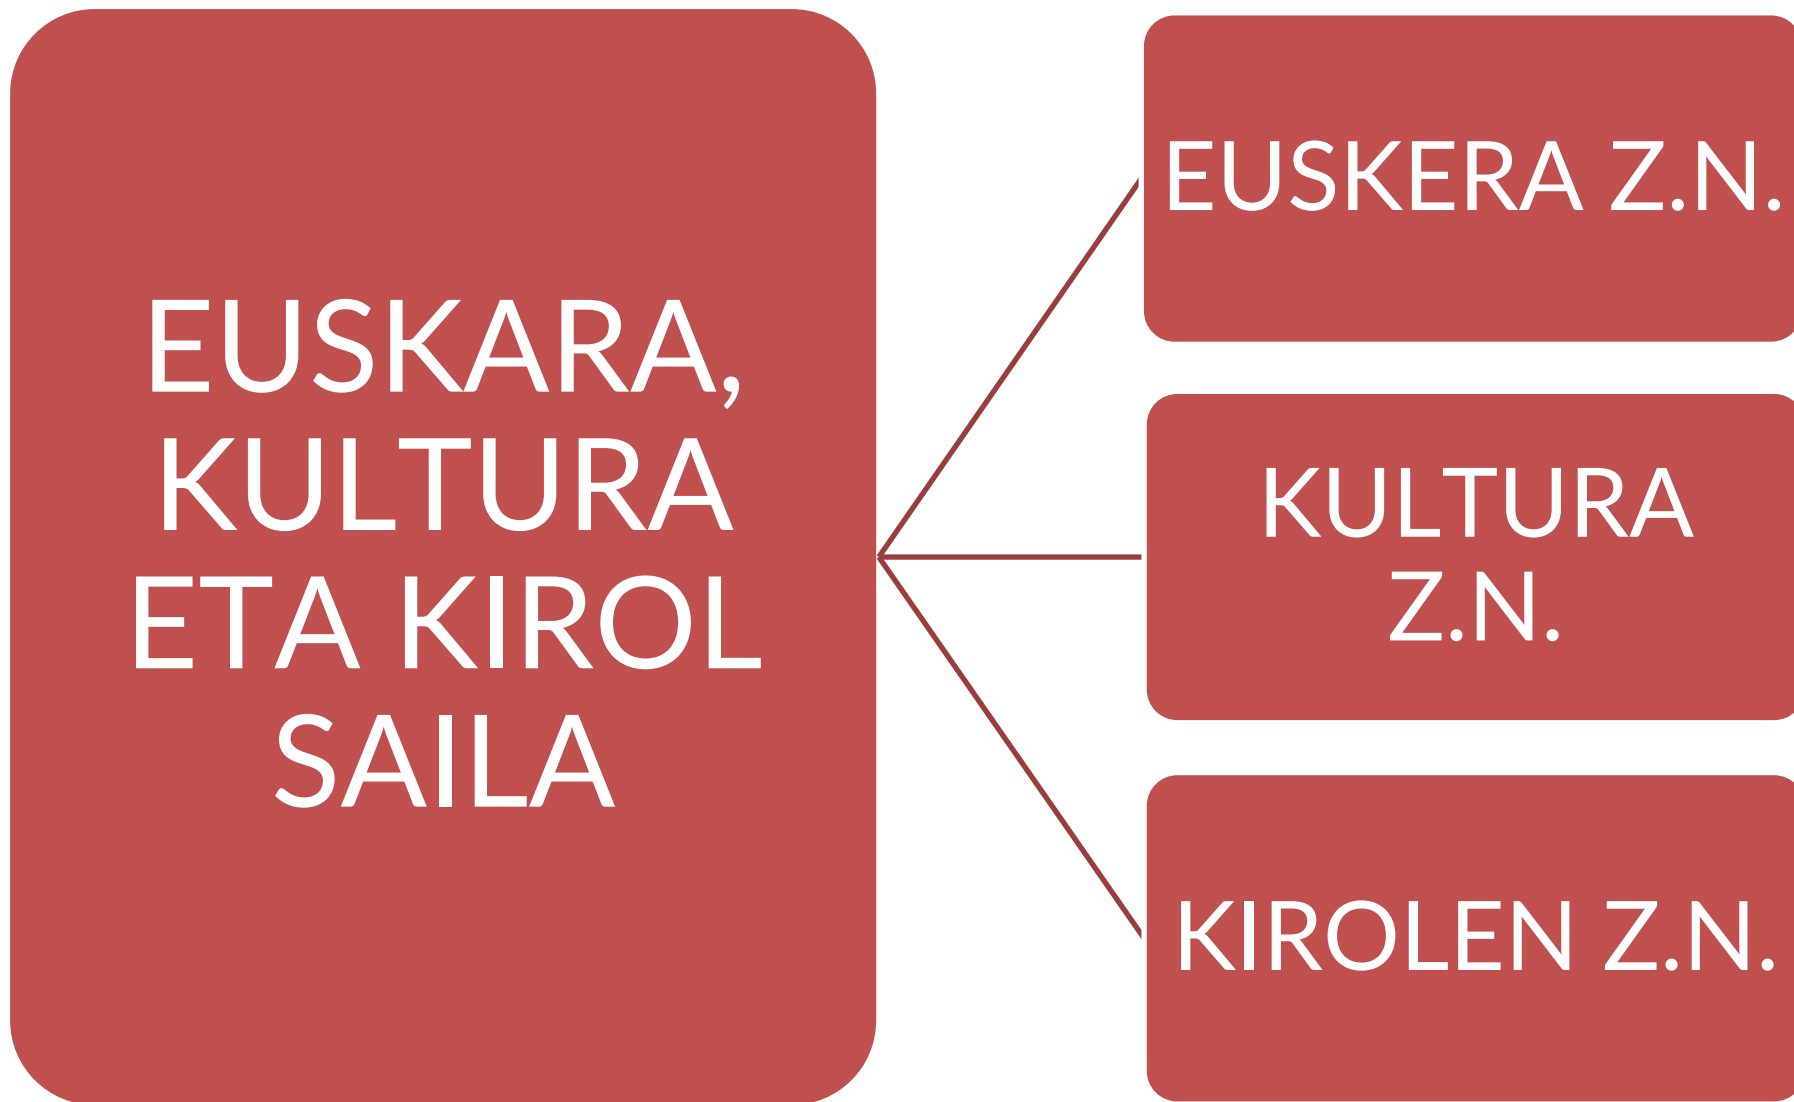 EUSKARA,
KULTURA
ETA KIROL
SAILA
EUSKERA Z.N.
KULTURA
Z.N.
KIROLEN Z.N.